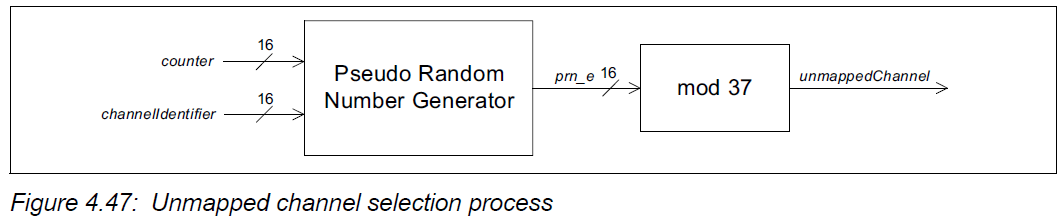 counter
16
channelIdentifier
16
Pseudo Random
Number Generator
prn_e 16
mod 37
unmappedChannel
Figure 4.47: Unmapped channel selection process